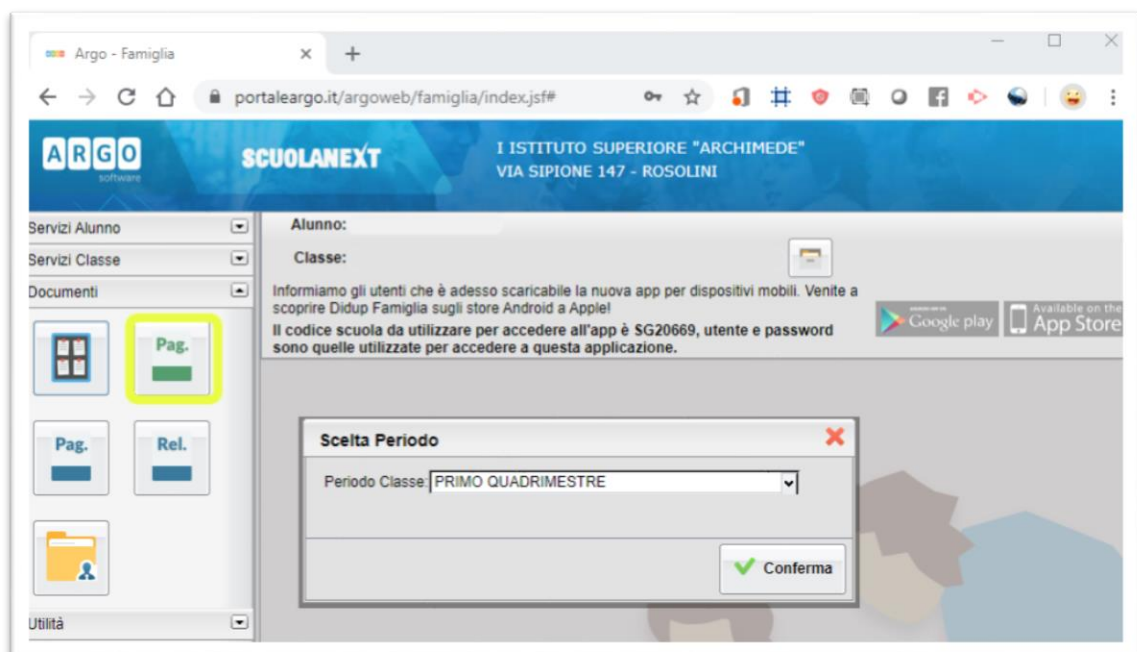 Argo - Famiglia
portaleargo.it/argoweb/famiglia/index.jsf#
ARGO
software
SCUOLANEXT
I ISTITUTO SUPERIORE "ARCHIMEDE"
VIA SIPIONE 147 - ROSOLINI
Servizi Alunno
Servizi Classe
Documenti
Pag.
Pag.
Rel.
Utilità
Alunno:
Classe:
Informiamo gli utenti che è adesso scaricabile la nuova app per dispositivi mobili. Venite a
scoprire Didup Famiglia sugli store Android a Apple!
Il codice scuola da utilizzare per accedere all'app è SG20669, utente e password
sono quelle utilizzate per accedere a questa applicazione.
Google play
Available on the
App Store
Scelta Periodo
Periodo Classe: PRIMO QUADRIMESTRE
Conferma